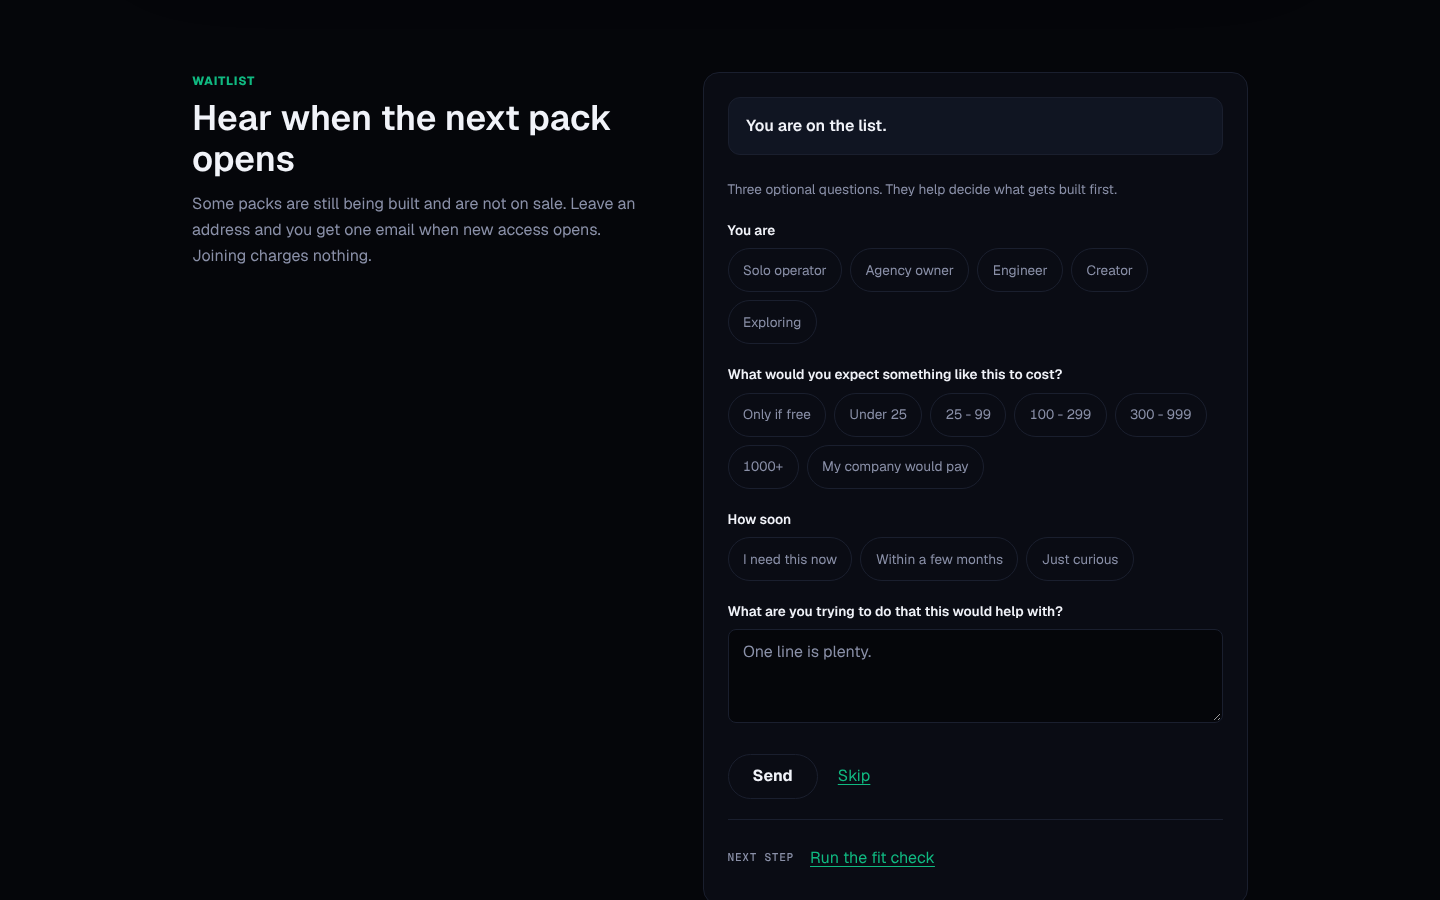 WAITLIST
Hear when the next pack
opens
Some packs are still being built and are not on sale. Leave an
address and you get one email when new access opens.
Joining charges nothing.
You are on the list.
Three optional questions. They help decide what gets built first.
You are
Solo operator
Agency owner
Engineer
Creator
Exploring
What would you expect something like this to cost?
Only if free
Under 25
25 - 99
100 - 299
300 - 999
1000+
My company would pay
How soon
I need this now
Within a few months
Just curious
What are you trying to do that this would help with?
One line is plenty.
Send
Skip
NEXT STEP
Run the fit check